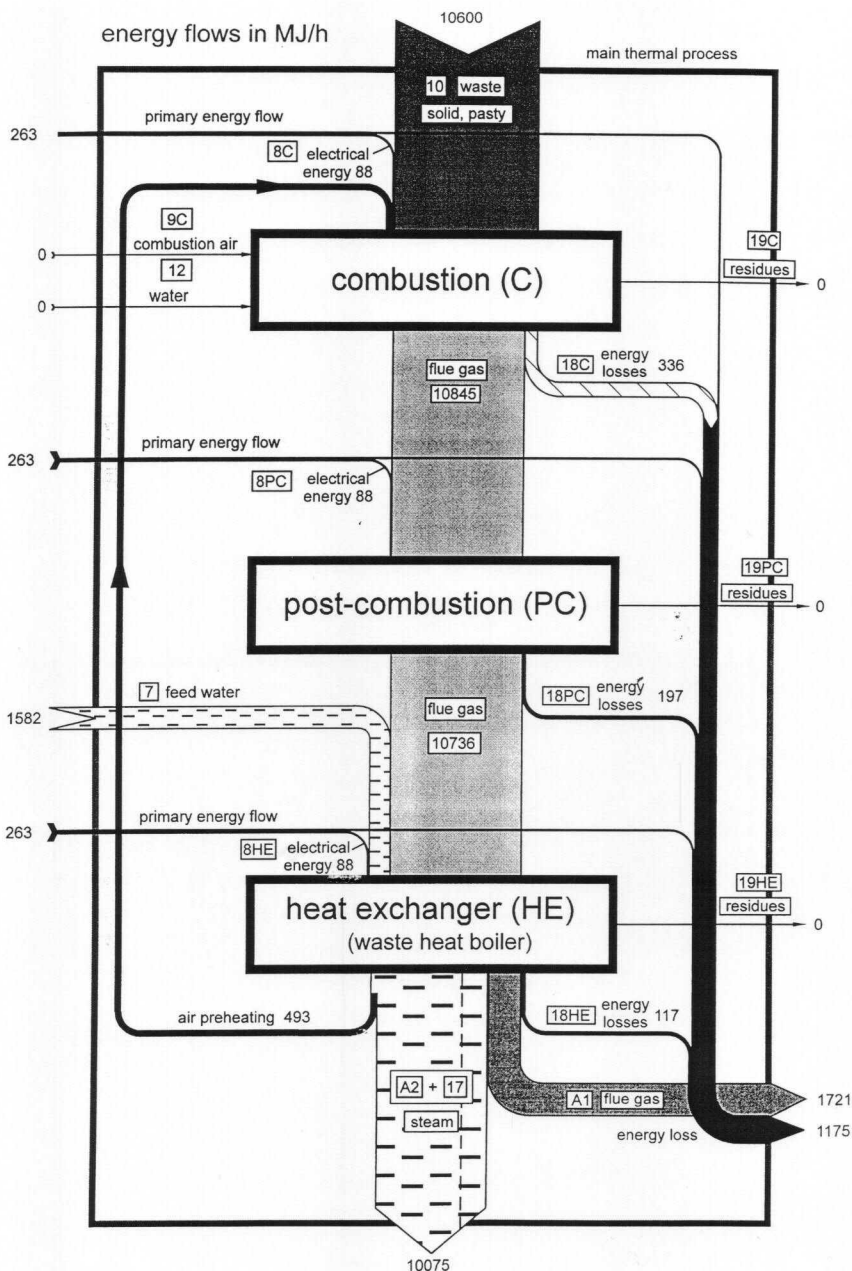 10600
energy flows in MJ/h
main thermal process
10 waste
solid, pasty
primary energy flow
263
8C electrical
energy 88
9C
combustion air
0
12
water
0
combustion (C)
19C
residues
0
flue gas
10845
18C energy
losses 336
primary energy flow
263
8PC electrical
energy 88
post-combustion (PC)
19PC
residues
0
7 feed water
1582
flue gas
10736
18PC energy
losses 197
primary energy flow
263
8HE electrical
energy 88
heat exchanger (HE)
(waste heat boiler)
19HE
residues
0
air preheating 493
18HE energy
losses 117
A2 + 17
steam
A1 flue gas
1721
energy loss
1175
10075